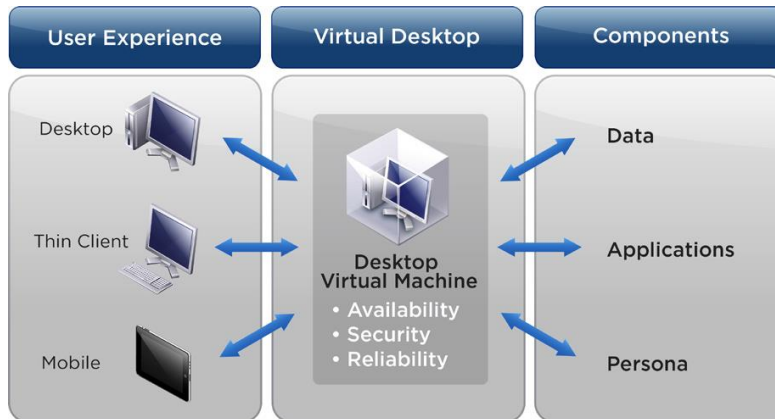 User Experience
Virtual Desktop
Components
Desktop
Thin Client
Mobile
Desktop
Virtual Machine
• Availability
• Security
• Reliability
Data
Applications
Persona